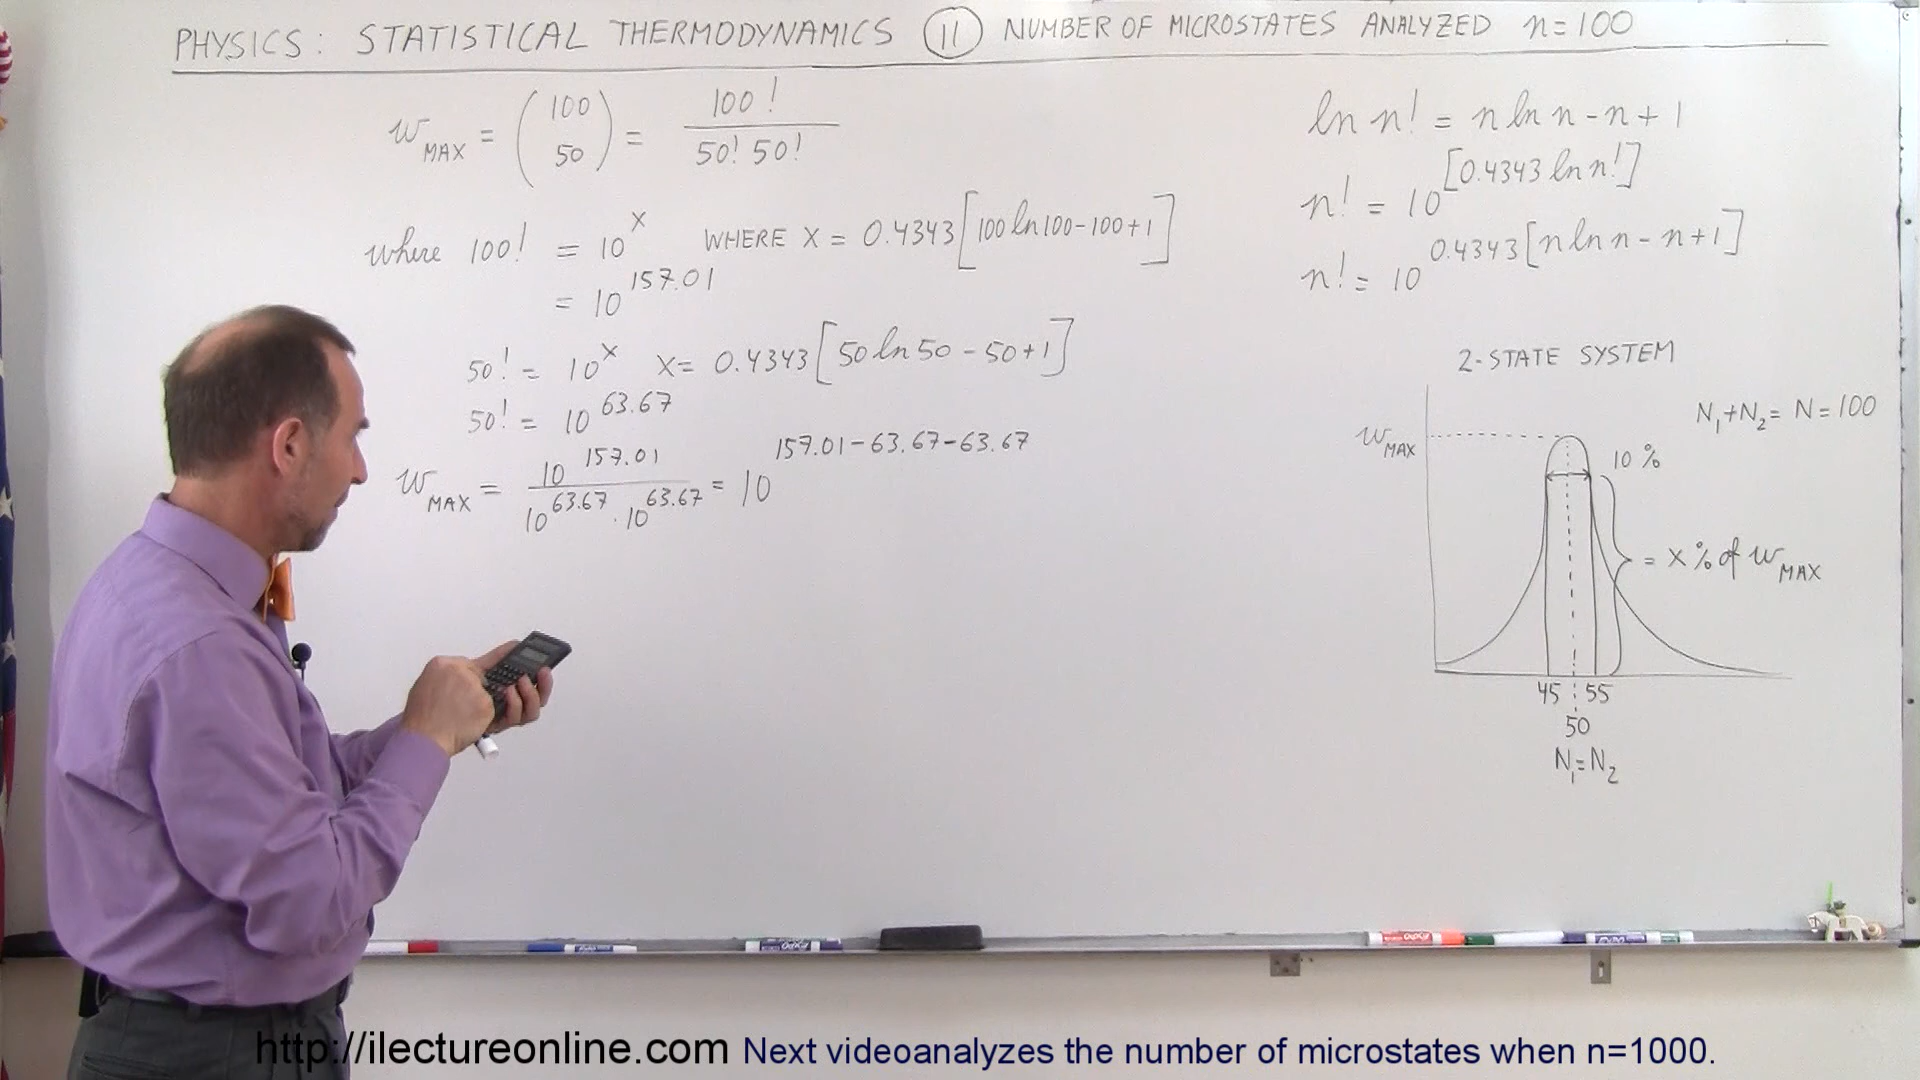 PHYSICS: STATISTICAL THERMODYNAMICS (11) NUMBER OF MICROSTATES ANALYZED n=100
W_MAX = (100 50) = 100! / 50! 50!
where 100! = 10^x WHERE x = 0.4343[100 ln 100 - 100 + 1]
= 10^157.01
50! = 10^x x = 0.4343[50 ln 50 - 50 + 1]
50! = 10^63.67
W_MAX = 10^157.01 / 10^63.67 · 10^63.67 = 10^157.01-63.67-63.67
ln n! = n ln n - n + 1
n! = 10^[0.4343 ln n!]
n! = 10^0.4343[n ln n - n + 1]
2-STATE SYSTEM
N₁+N₂= N = 100
W_MAX
10 %
= x % of W_MAX
45 55
50
N₁=N₂
EXPO
EXPO
EXPO
http://ilectureonline.com Next videoanalyzes the number of microstates when n=1000.